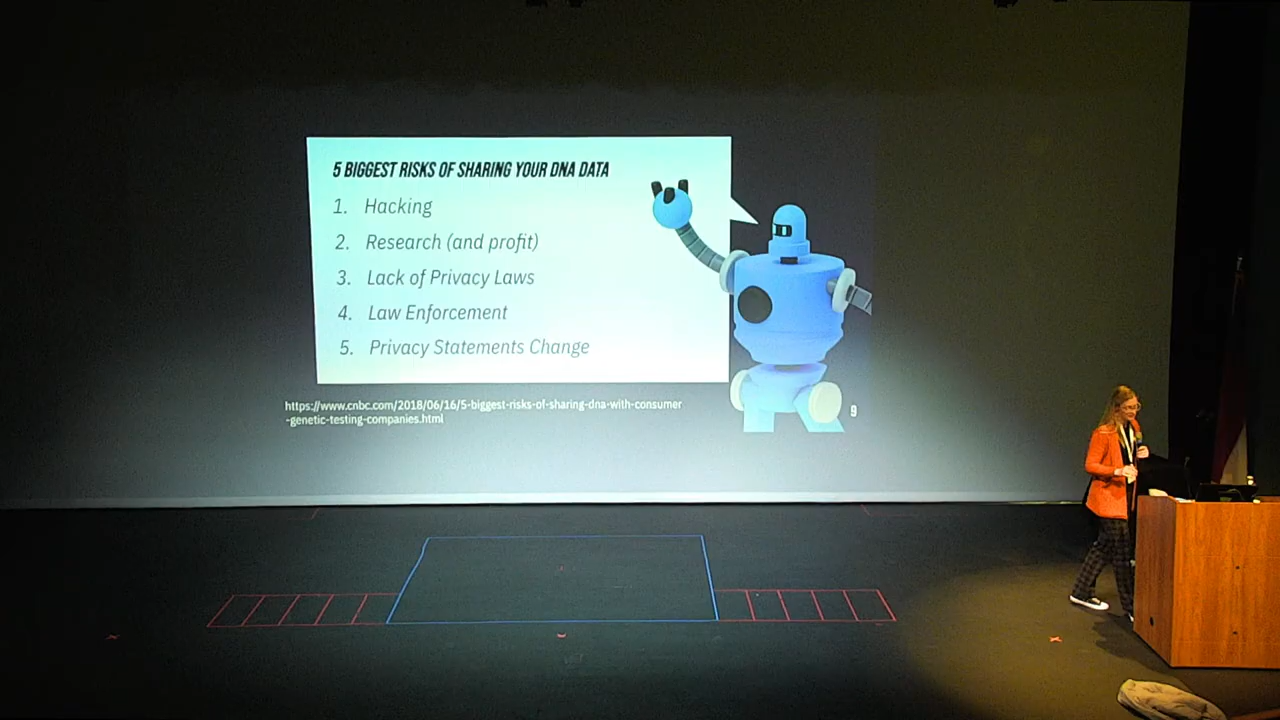 5 BIGGEST RISKS OF SHARING YOUR DNA DATA
1. Hacking
2. Research (and profit)
3. Lack of Privacy Laws
4. Law Enforcement
5. Privacy Statements Change
https://www.cnbc.com/2018/06/16/5-biggest-risks-of-sharing-dna-with-consumer
-genetic-testing-companies.html
9